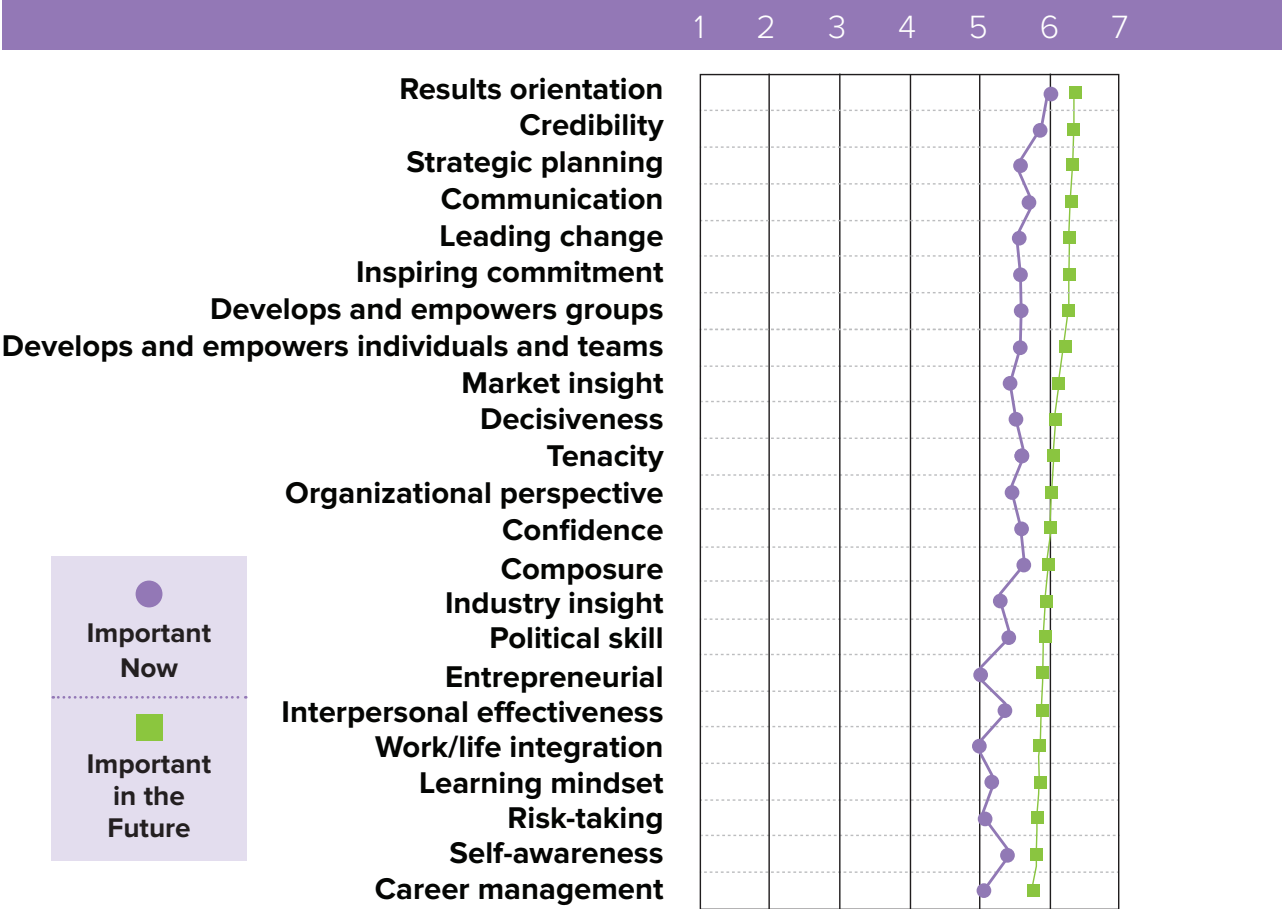 1 2 3 4 5 6 7
Results orientation
Credibility
Strategic planning
Communication
Leading change
Inspiring commitment
Develops and empowers groups
Develops and empowers individuals and teams
Market insight
Decisiveness
Tenacity
Organizational perspective
Confidence
Composure
Industry insight
Political skill
Entrepreneurial
Interpersonal effectiveness
Work/life integration
Learning mindset
Risk-taking
Self-awareness
Career management
Important
Now
Important
in the
Future